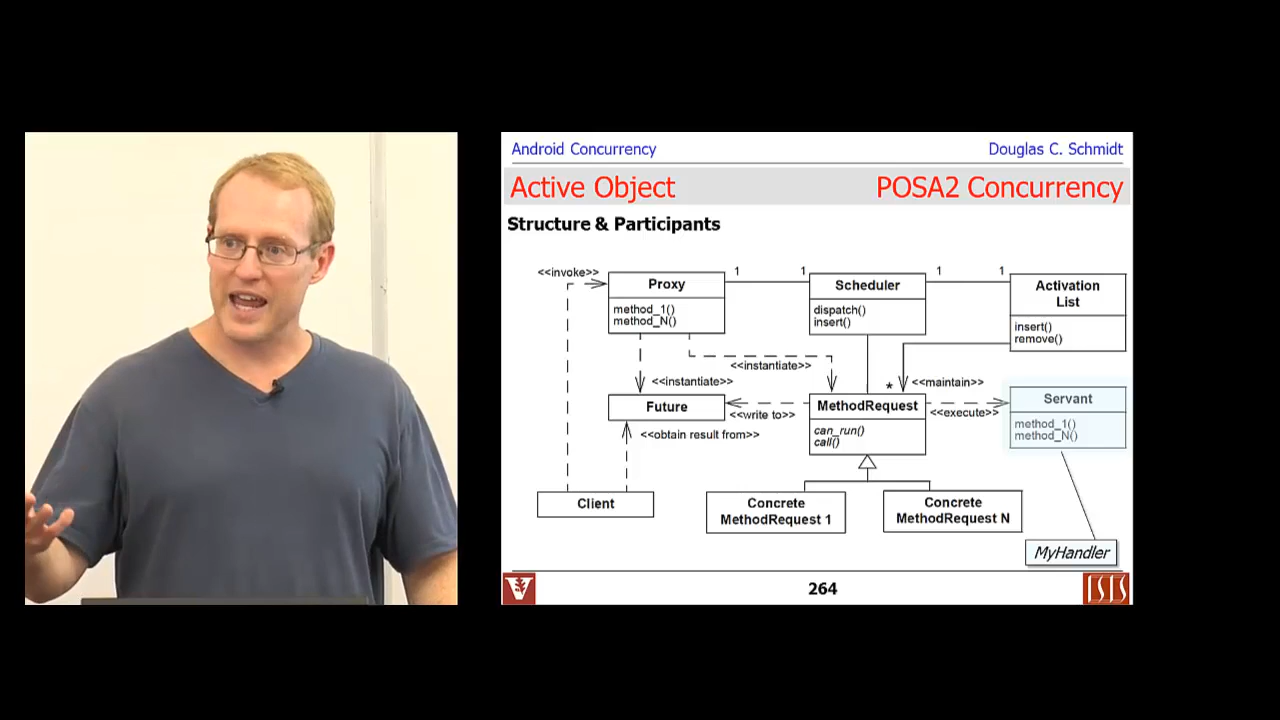 Android Concurrency
Douglas C. Schmidt
Active Object
POSA2 Concurrency
Structure & Participants
<<invoke>>
Proxy
method_1()
method_N()
1
1
Scheduler
dispatch()
insert()
1
1
Activation
List
insert()
remove()
<<instantiate>>
<<instantiate>>
*
<<maintain>>
Future
<<write to>>
<<obtain result from>>
MethodRequest
can_run()
call()
<<execute>>
Servant
method_1()
method_N()
Client
Concrete
MethodRequest 1
Concrete
MethodRequest N
MyHandler
V
264
ISIS